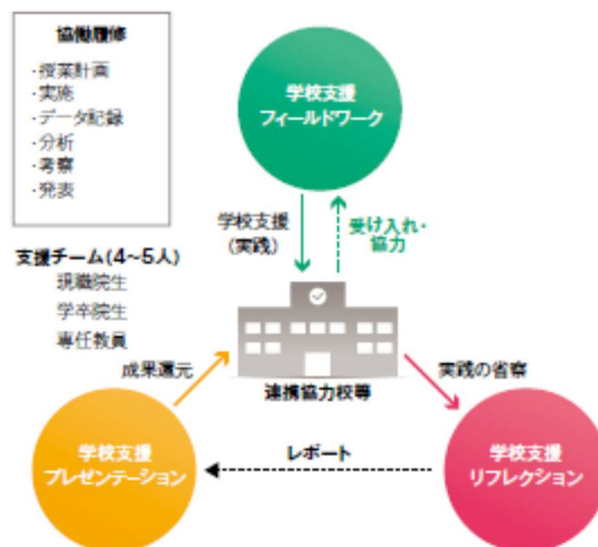 協働履修
・授業計画
・実施
・データ記録
・分析
・考察
・発表
学校支援
フィールドワーク
学校支援
(実践)
受け入れ・
協力
支援チーム(4~5人)
現職院生
学卒院生
専任教員
成果還元
連携協力校等
実践の省察
学校支援
プレゼンテーション
レポート
学校支援
リフレクション